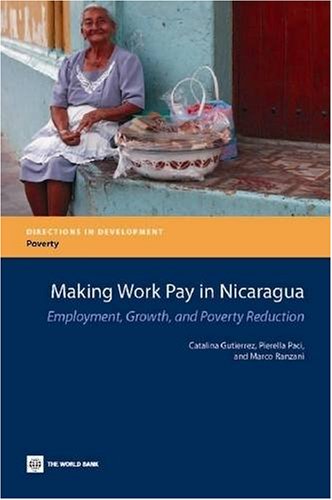 DIRECTIONS IN DEVELOPMENT
Poverty
Making Work Pay in Nicaragua
Employment, Growth, and Poverty Reduction
Catalina Gutierrez, Pierella Paci,
and Marco Ranzani
THE WORLD BANK